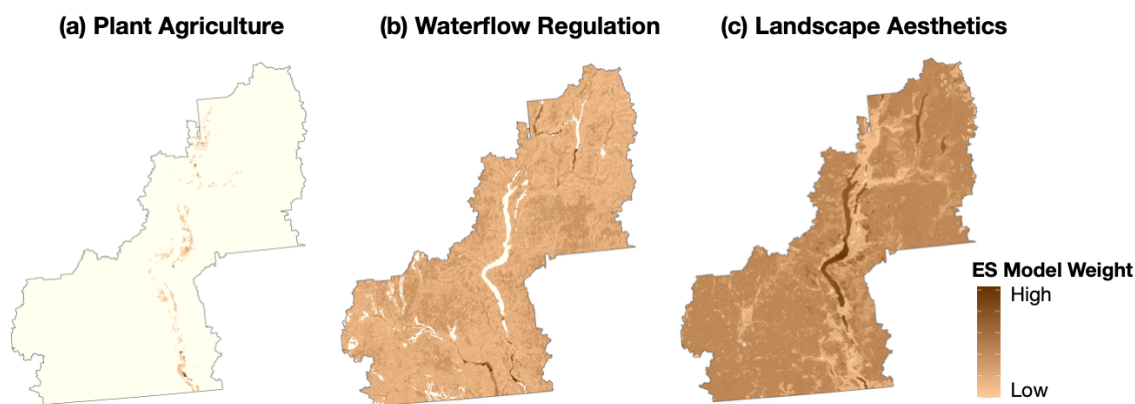 (a) Plant Agriculture
(b) Waterflow Regulation
(c) Landscape Aesthetics
ES Model Weight
High
Low